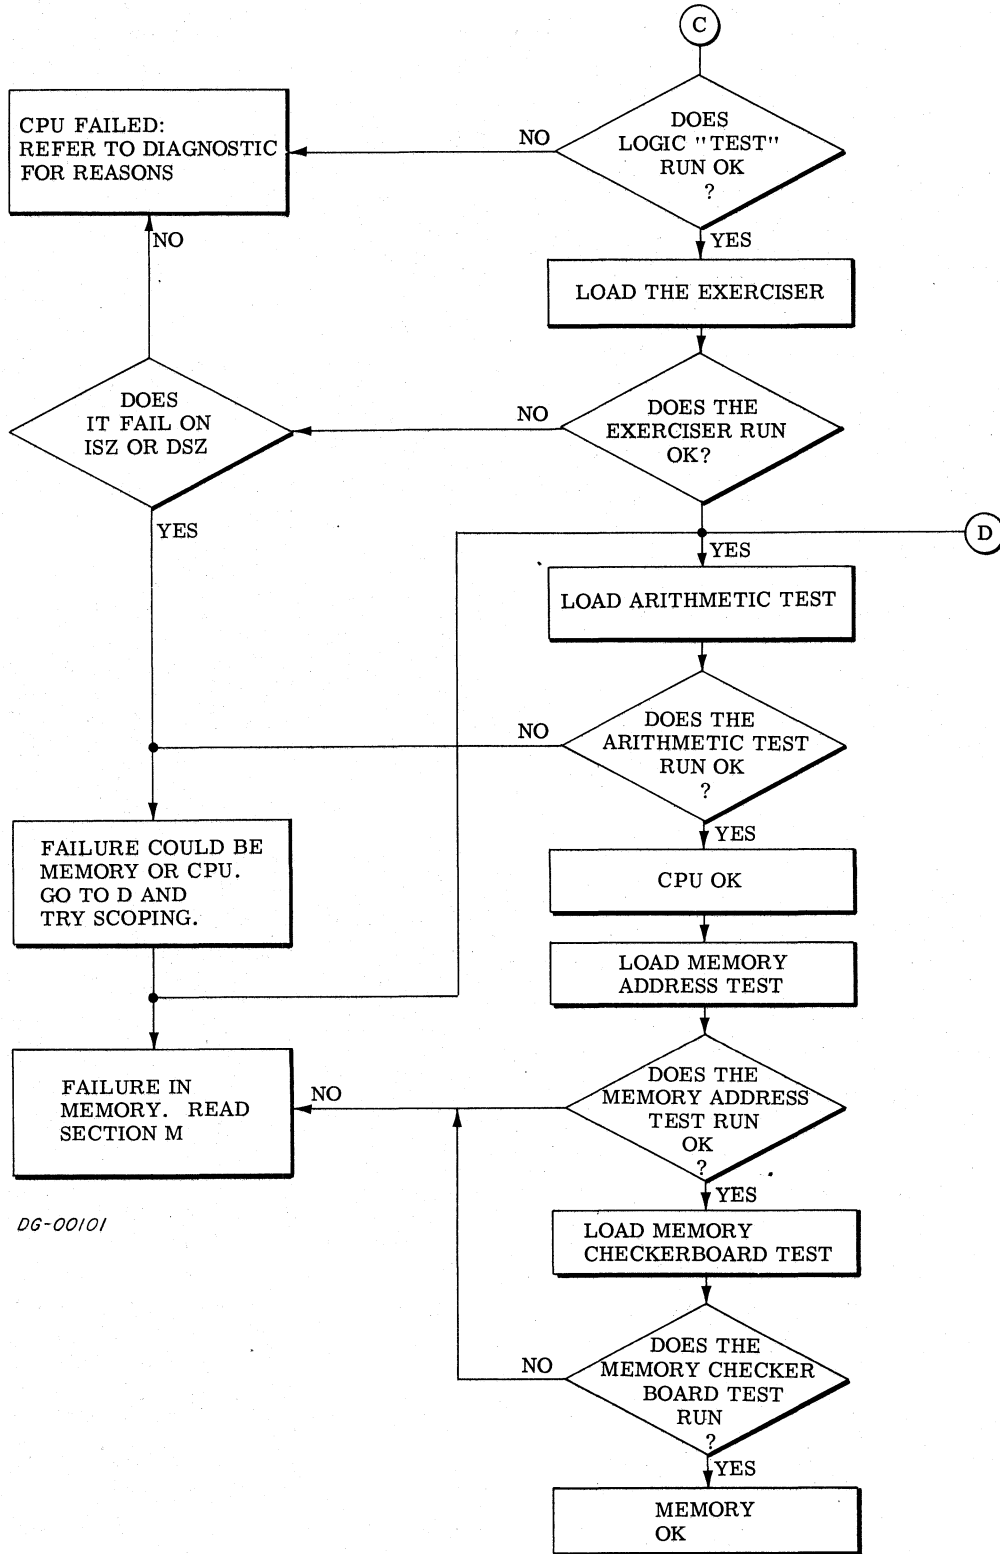 C
DOES
LOGIC "TEST"
RUN OK
?
NO
CPU FAILED:
REFER TO DIAGNOSTIC
FOR REASONS
YES
NO
LOAD THE EXERCISER
DOES THE
EXERCISER RUN
OK?
NO
DOES
IT FAIL ON
ISZ OR DSZ
YES
D
YES
LOAD ARITHMETIC TEST
DOES THE
ARITHMETIC TEST
RUN OK
?
NO
YES
FAILURE COULD BE
MEMORY OR CPU.
GO TO D AND
TRY SCOPING.
CPU OK
LOAD MEMORY
ADDRESS TEST
DOES THE
MEMORY ADDRESS
TEST RUN
OK
?
NO
FAILURE IN
MEMORY. READ
SECTION M
YES
DG-00101
LOAD MEMORY
CHECKERBOARD TEST
DOES THE
MEMORY CHECKER
BOARD TEST
RUN
?
NO
YES
MEMORY
OK